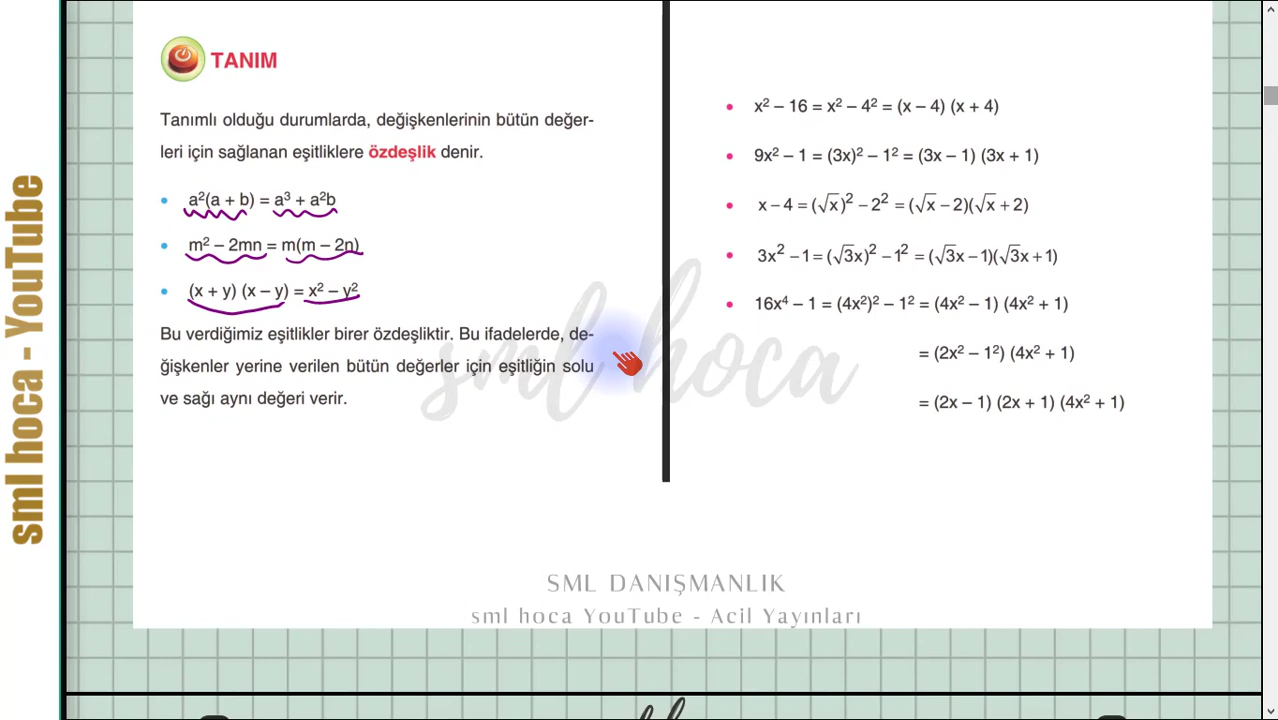 sml hoca - YouTube
TANIM
Tanımlı olduğu durumlarda, değişkenlerinin bütün değer-
leri için sağlanan eşitliklere özdeşlik denir.
• a²(a + b) = a³ + a²b
• m² – 2mn = m(m – 2n)
• (x + y) (x – y) = x² – y²
Bu verdiğimiz eşitlikler birer özdeşliktir. Bu ifadelerde, de-
ğişkenler yerine verilen bütün değerler için eşitliğin solu
ve sağı aynı değeri verir.
• x² – 16 = x² – 4² = (x – 4) (x + 4)
• 9x² – 1 = (3x)² – 1² = (3x – 1) (3x + 1)
• x – 4 = (√x)² – 2² = (√x – 2)(√x + 2)
• 3x² – 1 = (√3x)² – 1² = (√3x – 1)(√3x + 1)
• 16x⁴ – 1 = (4x²)² – 1² = (4x² – 1) (4x² + 1)
= (2x² – 1²) (4x² + 1)
= (2x – 1) (2x + 1) (4x² + 1)
sml hoca
SML DANIŞMANLIK
sml hoca YouTube - Acil Yayınları